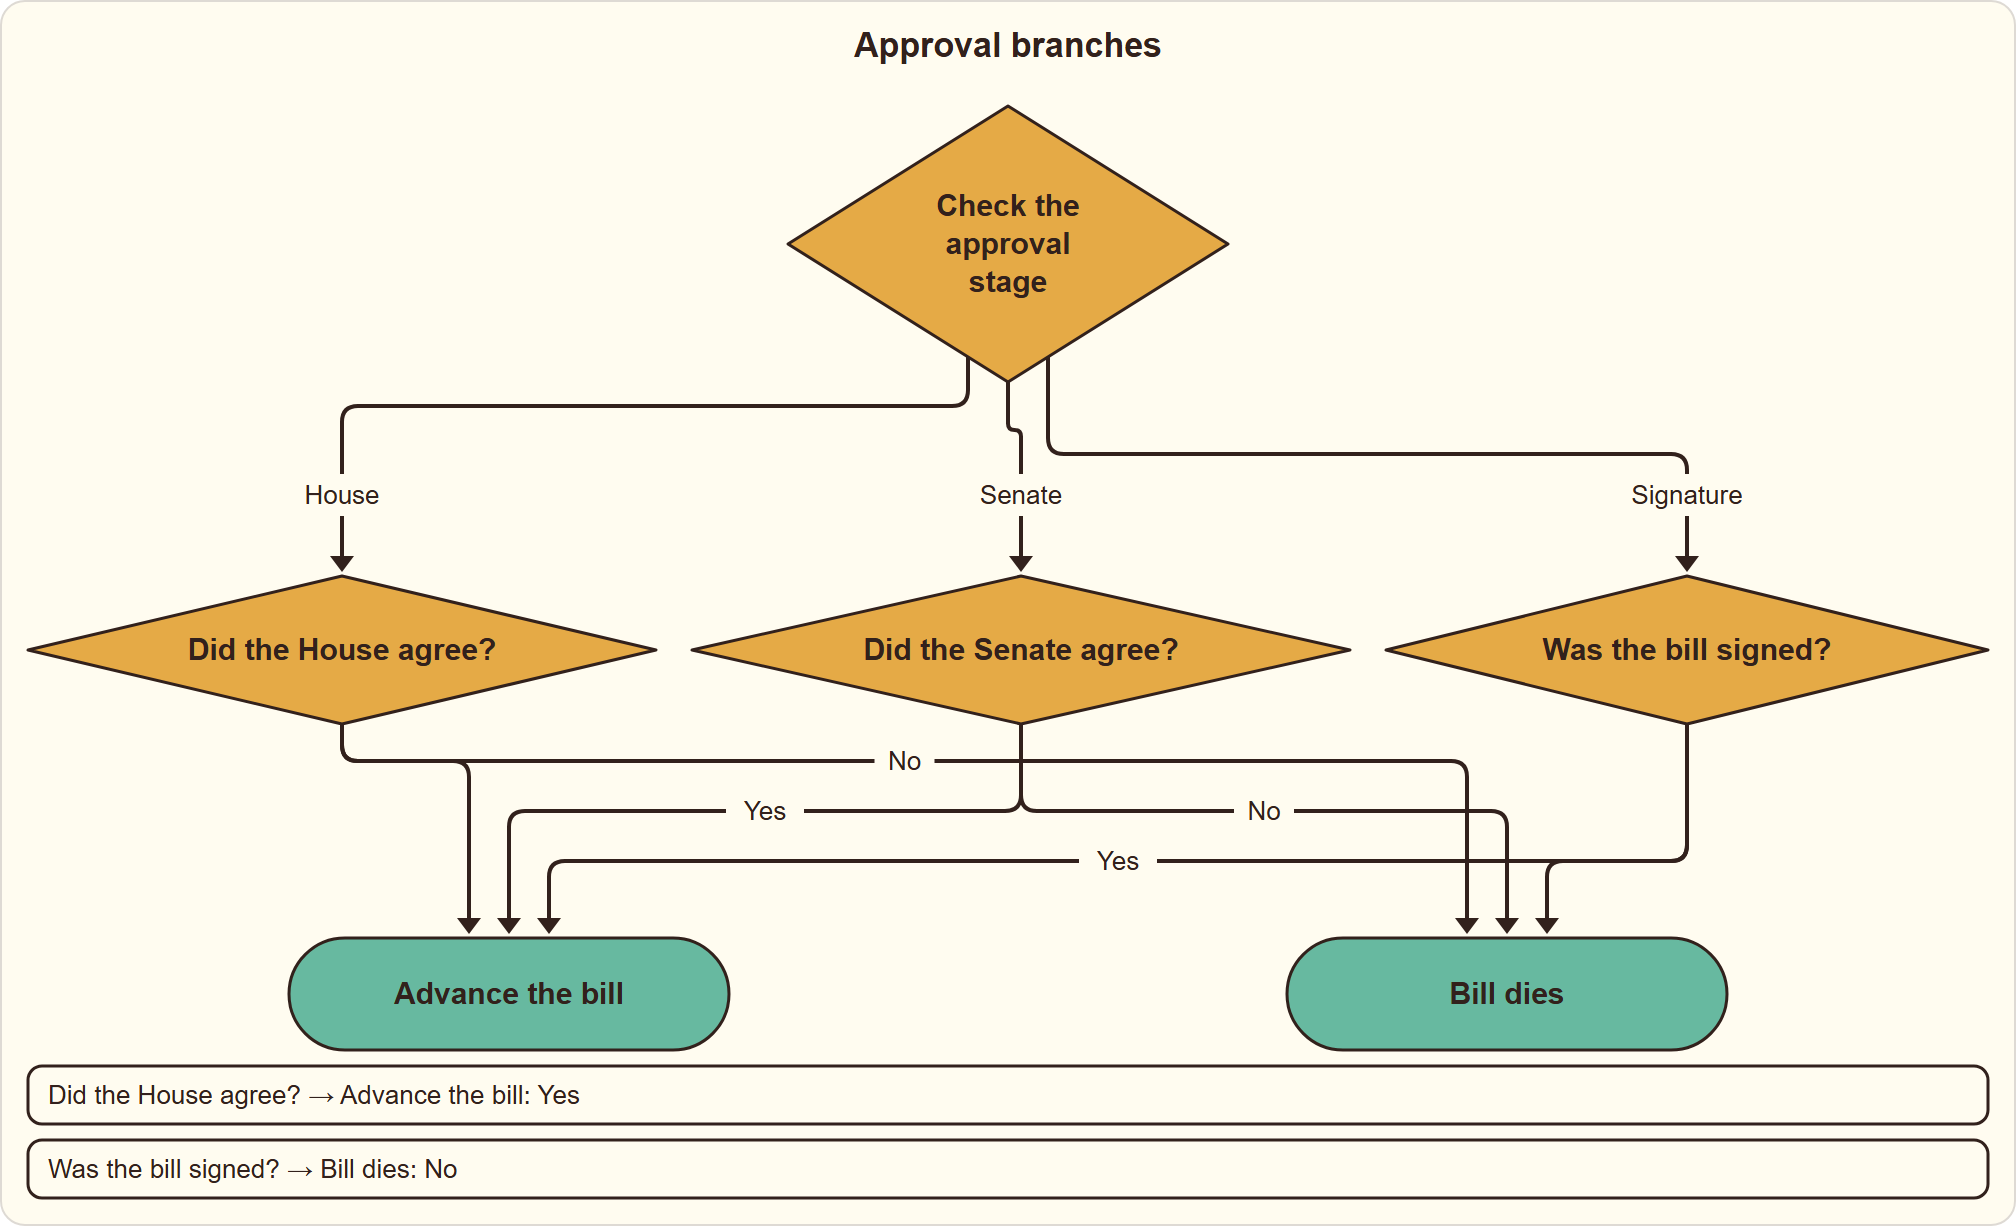 Approval branches
Check the
approval
stage
House
Senate
Signature
Did the House agree?
Did the Senate agree?
Was the bill signed?
No
Yes
No
Yes
Advance the bill
Bill dies
Did the House agree? → Advance the bill: Yes
Was the bill signed? → Bill dies: No